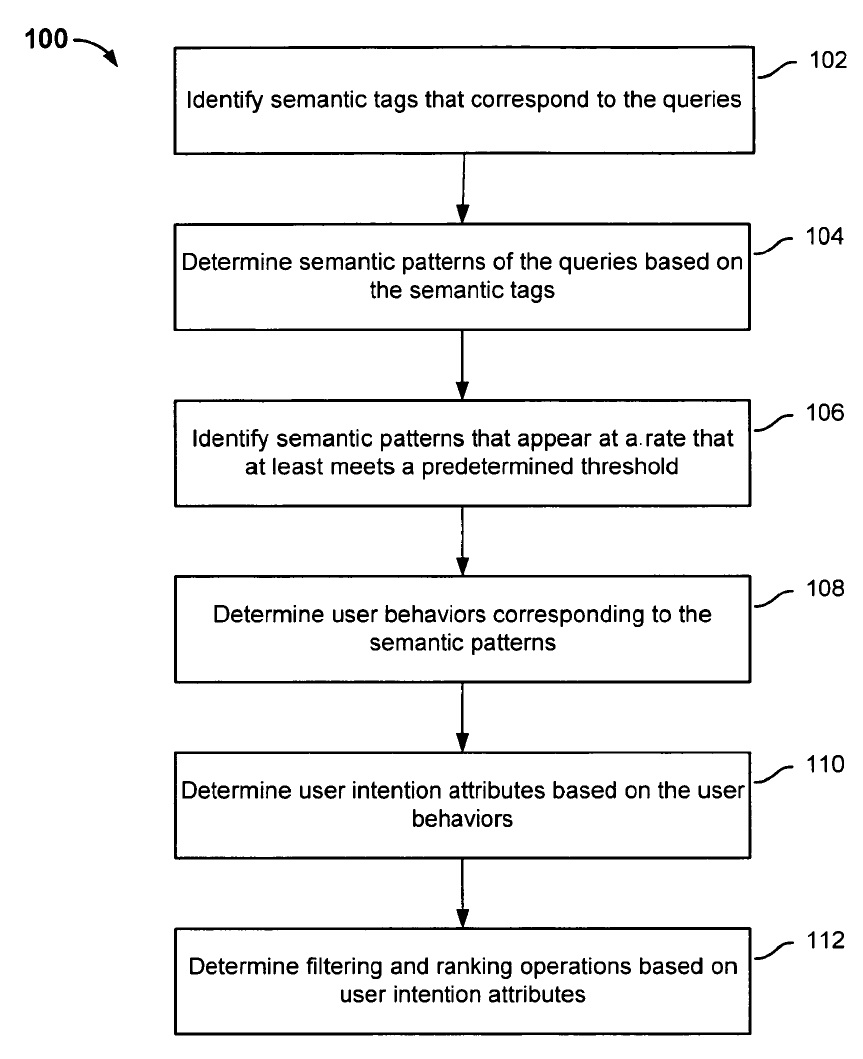 100
102
Identify semantic tags that correspond to the queries
104
Determine semantic patterns of the queries based on
the semantic tags
106
Identify semantic patterns that appear at a rate that
at least meets a predetermined threshold
108
Determine user behaviors corresponding to the
semantic patterns
110
Determine user intention attributes based on the user
behaviors
112
Determine filtering and ranking operations based on
user intention attributes